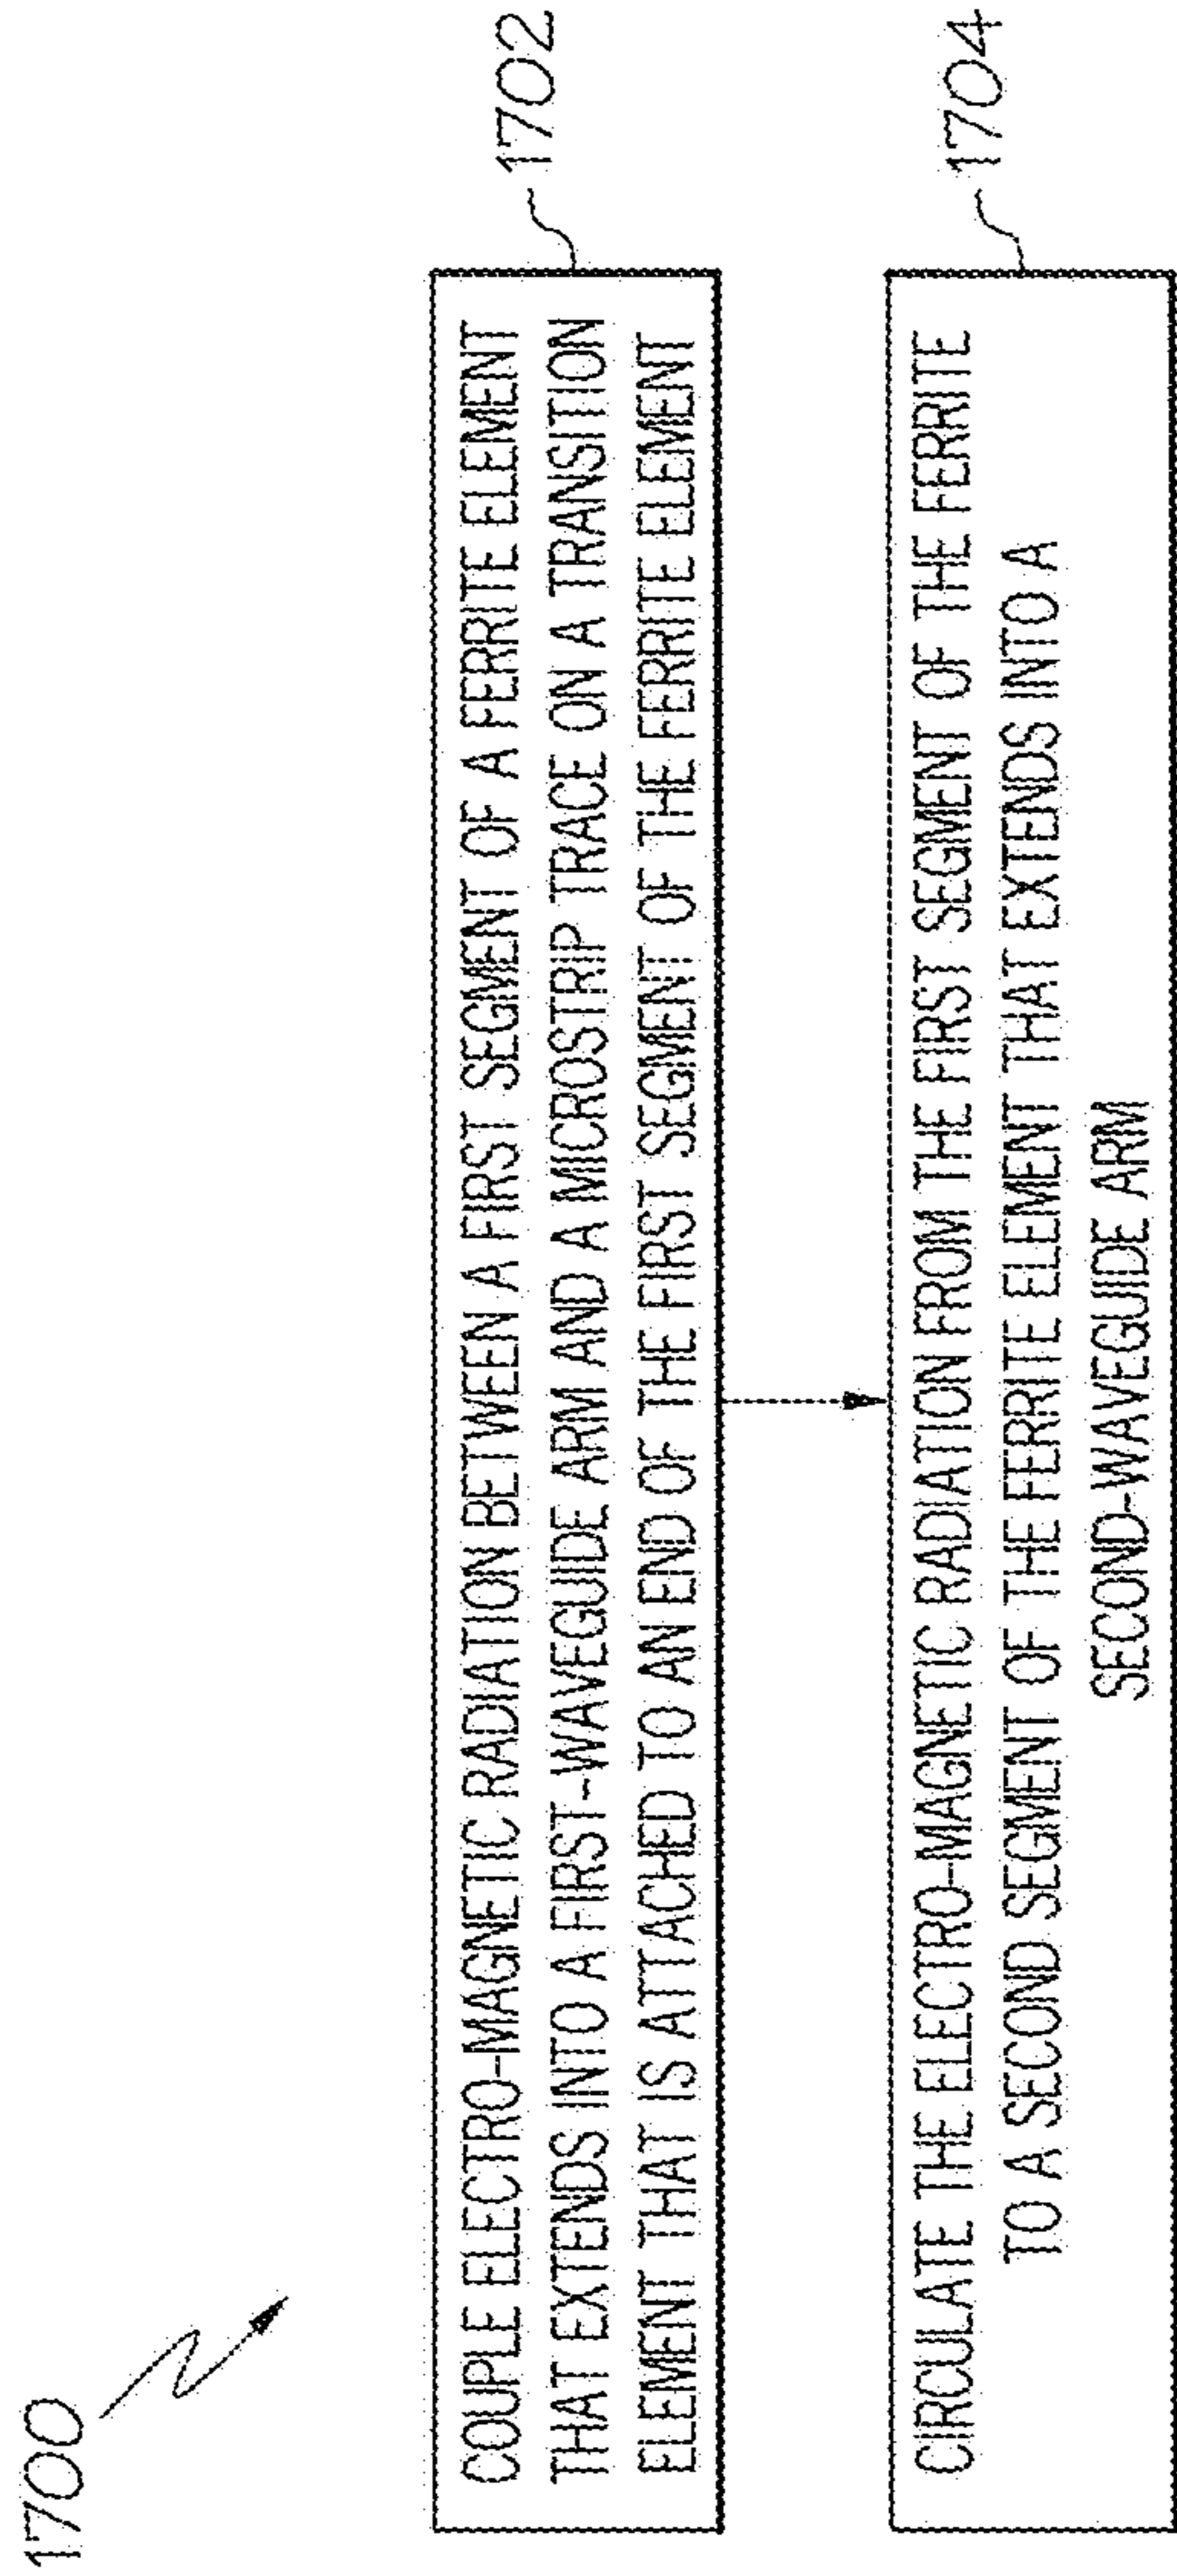 1700
COUPLE ELECTRO-MAGNETIC RADIATION BETWEEN A FIRST SEGMENT OF A FERRITE ELEMENT
THAT EXTENDS INTO A FIRST-WAVEGUIDE ARM AND A MICROSTRIP TRACE ON A TRANSITION
ELEMENT THAT IS ATTACHED TO AN END OF THE FIRST SEGMENT OF THE FERRITE ELEMENT
1702
CIRCULATE THE ELECTRO-MAGNETIC RADIATION FROM THE FIRST SEGMENT OF THE FERRITE
TO A SECOND SEGMENT OF THE FERRITE ELEMENT THAT EXTENDS INTO A
SECOND-WAVEGUIDE ARM
1704